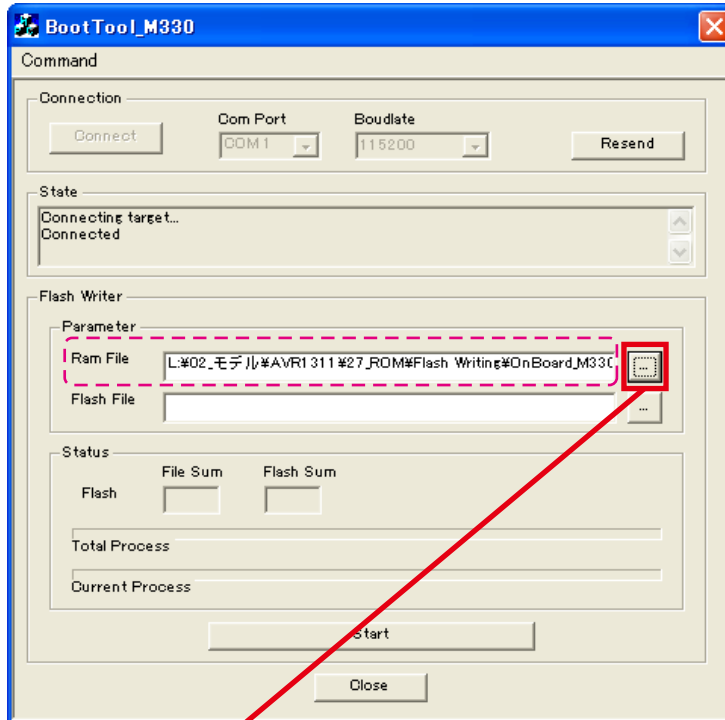 BootTool_M330
Command
Connection
Connect
Com Port
COM1
Boudlate
115200
Resend
State
Connecting target...
Connected
Flash Writer
Parameter
Ram File
L:¥02_モデル¥AVR1311¥27_ROM¥Flash Writing¥OnBoard_M330
...
Flash File
...
Status
File Sum
Flash Sum
Flash
Total Process
Current Process
Start
Close